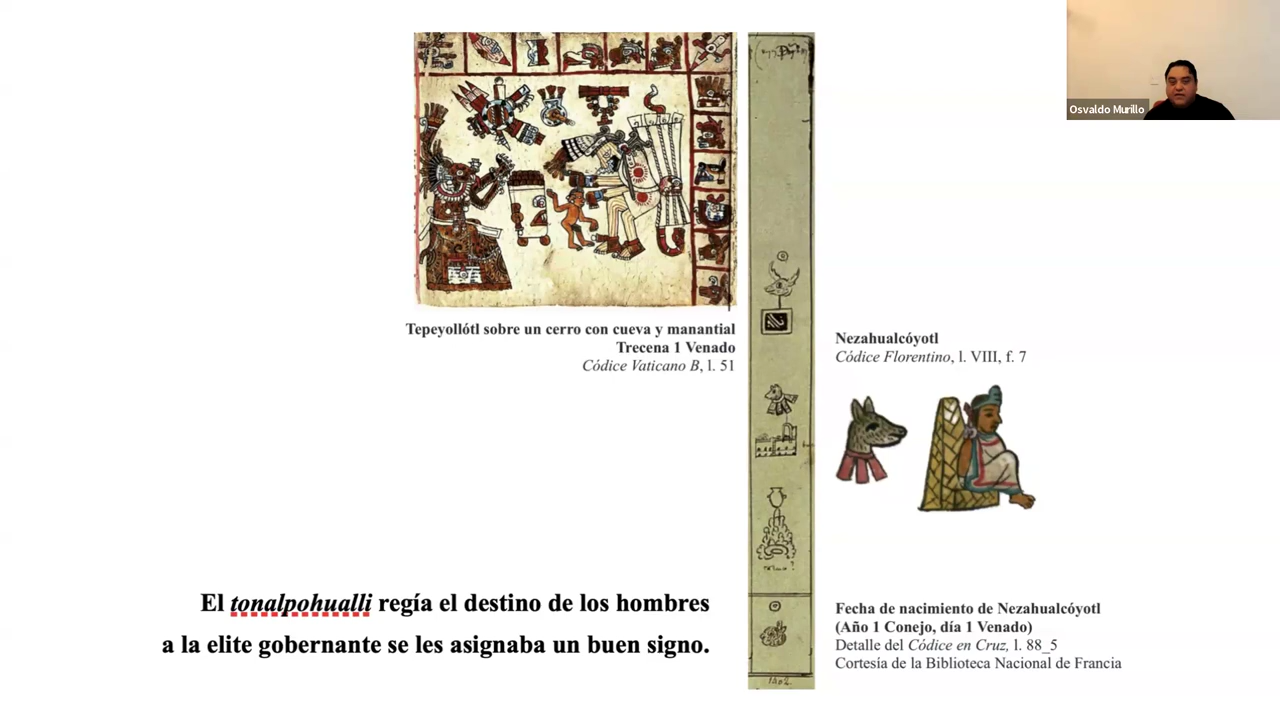 Osvaldo Murillo
Tepeyollótl sobre un cerro con cueva y manantial
Trecena 1 Venado
Códice Vaticano B, l. 51
Nezahualcóyotl
Códice Florentino, l. VIII, f. 7
El tonalpohualli regía el destino de los hombres
a la elite gobernante se les asignaba un buen signo.
Fecha de nacimiento de Nezahualcóyotl
(Año 1 Conejo, día 1 Venado)
Detalle del Códice en Cruz, l. 88_5
Cortesía de la Biblioteca Nacional de Francia
1402